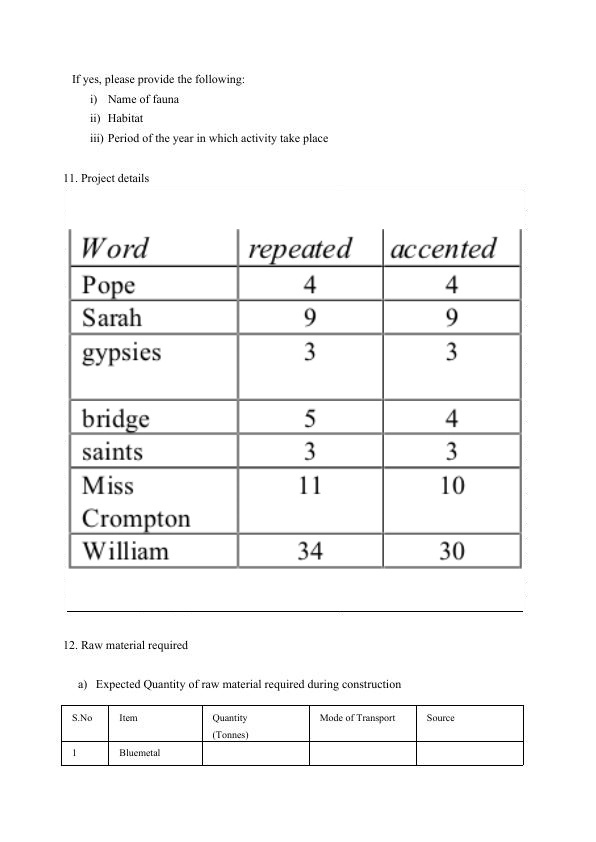 If yes, please provide the following:
i) Name of fauna
ii) Habitat
iii) Period of the year in which activity take place
11. Project details
Word repeated accented
Pope 4 4
Sarah 9 9
gypsies 3 3
bridge 5 4
saints 3 3
Miss 11 10
Crompton
William 34 30
12. Raw material required
a) Expected Quantity of raw material required during construction
S.No Item Quantity Mode of Transport Source
(Tonnes)
1 Bluemetal